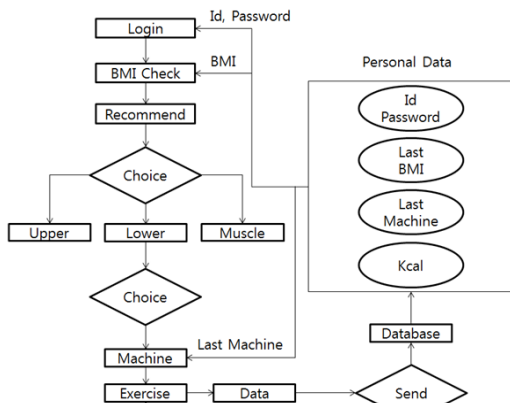 Id, Password
Login
BMI
BMI Check
Recommend
Choice
Upper
Lower
Muscle
Choice
Last Machine
Machine
Exercise
Data
Send
Database
Personal Data
Id
Password
Last
BMI
Last
Machine
Kcal